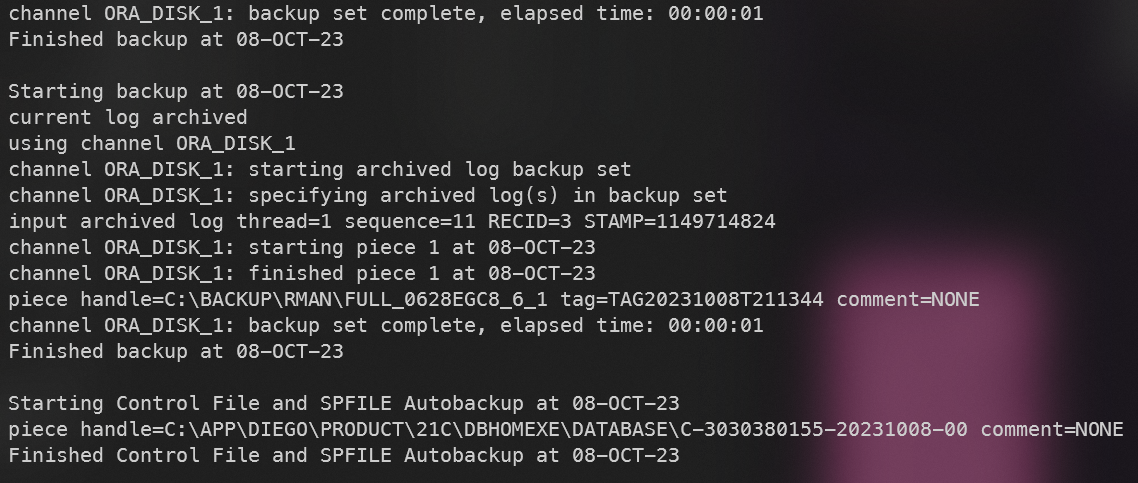 channel ORA_DISK_1: backup set complete, elapsed time: 00:00:01
Finished backup at 08-OCT-23
Starting backup at 08-OCT-23
current log archived
using channel ORA_DISK_1
channel ORA_DISK_1: starting archived log backup set
channel ORA_DISK_1: specifying archived log(s) in backup set
input archived log thread=1 sequence=11 RECID=3 STAMP=1149714824
channel ORA_DISK_1: starting piece 1 at 08-OCT-23
channel ORA_DISK_1: finished piece 1 at 08-OCT-23
piece handle=C:\BACKUP\RMAN\FULL_0628EGC8_6_1 tag=TAG20231008T211344 comment=NONE
channel ORA_DISK_1: backup set complete, elapsed time: 00:00:01
Finished backup at 08-OCT-23
Starting Control File and SPFILE Autobackup at 08-OCT-23
piece handle=C:\APP\DIEGO\PRODUCT\21C\DBHOMEXE\DATABASE\C-3030380155-20231008-00 comment=NONE
Finished Control File and SPFILE Autobackup at 08-OCT-23